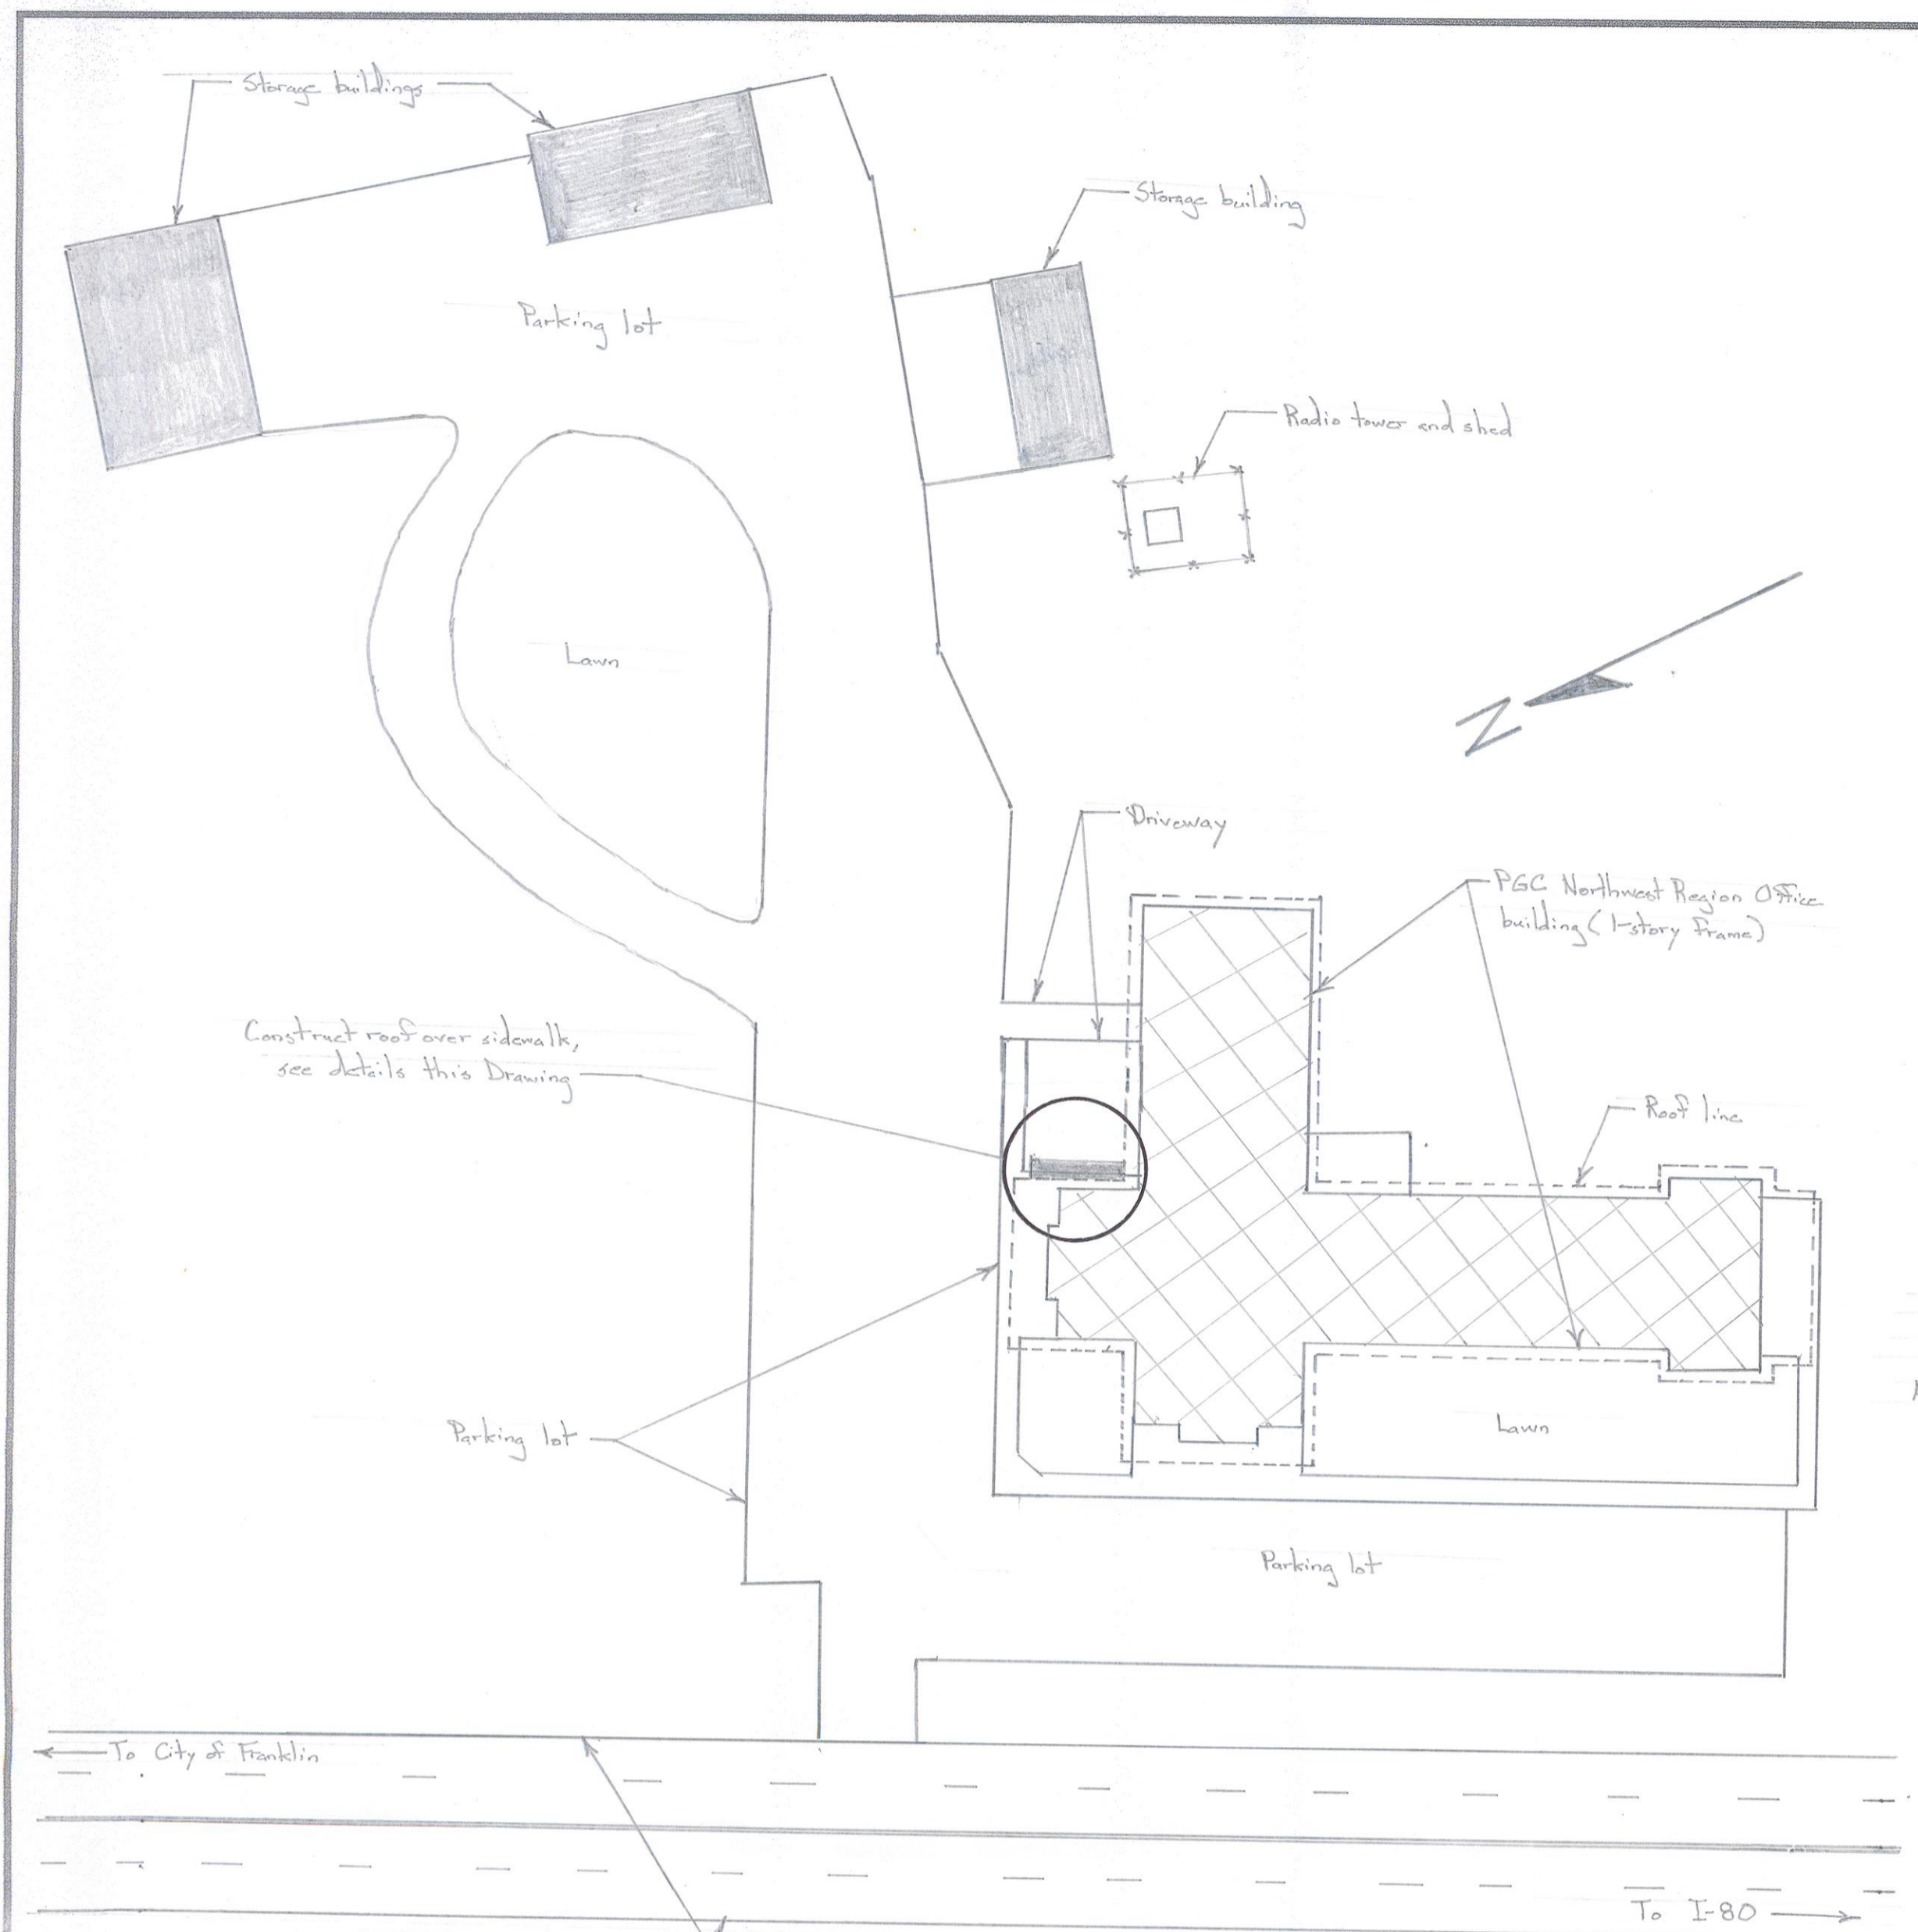 Storage buildings
Storage building
Parking lot
Radio tower and shed
Lawn
N
Driveway
PGC Northwest Region Office
building (1-story frame)
Construct roof over sidewalk,
see details this Drawing
Roof line
Parking lot
Lawn
Parking lot
To City of Franklin
To I-80